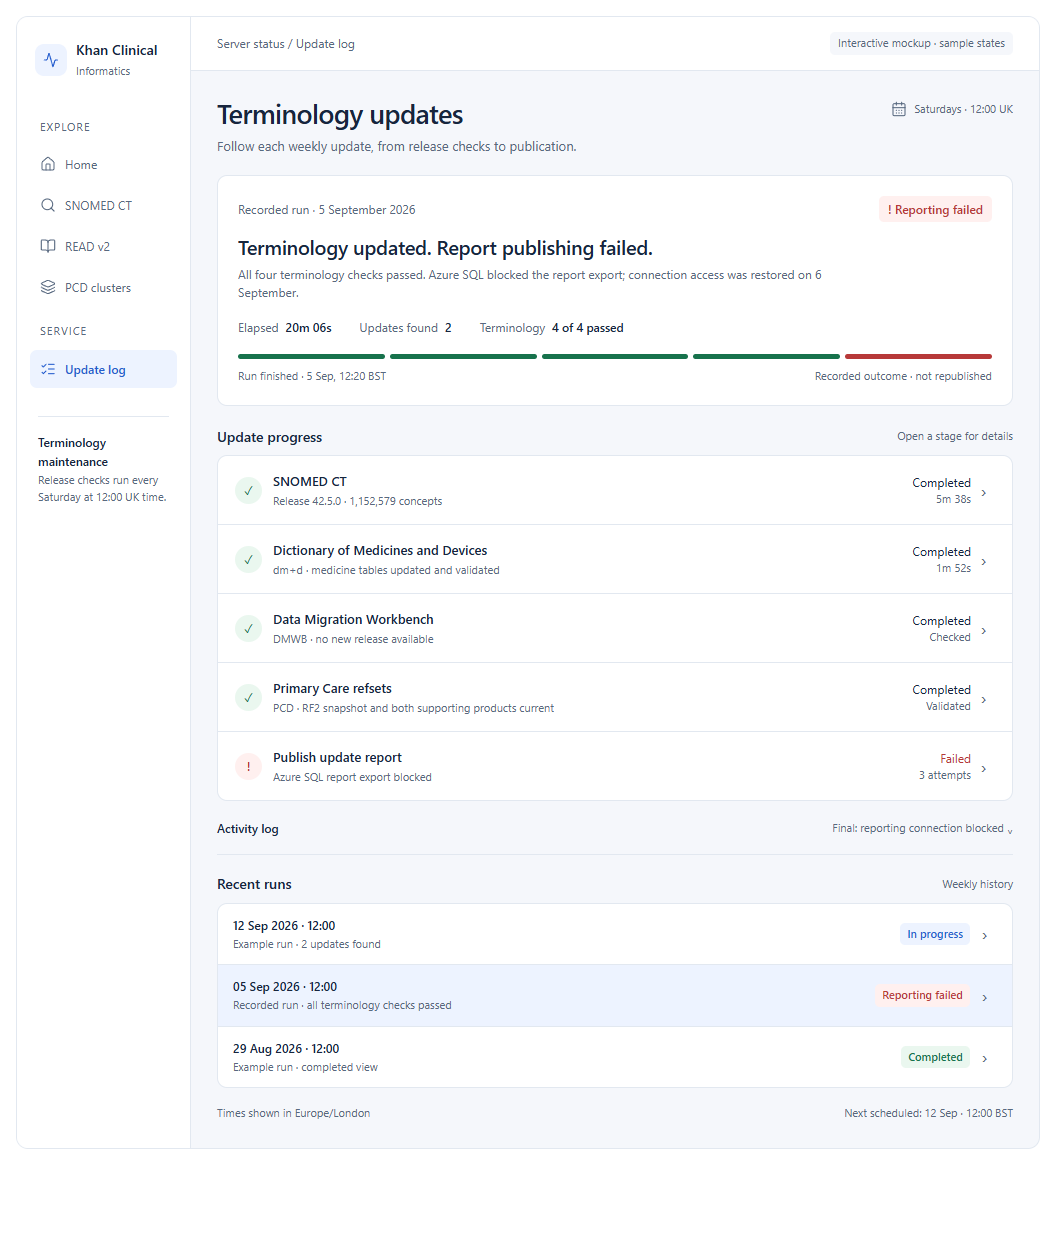 Khan Clinical
Informatics
EXPLORE
Home
SNOMED CT
READ v2
PCD clusters
SERVICE
Update log
Terminology
maintenance
Release checks run every
Saturday at 12:00 UK time.
Server status / Update log
Interactive mockup · sample states
Terminology updates
Saturdays · 12:00 UK
Follow each weekly update, from release checks to publication.
Recorded run · 5 September 2026
! Reporting failed
Terminology updated. Report publishing failed.
All four terminology checks passed. Azure SQL blocked the report export; connection access was restored on 6
September.
Elapsed 20m 06s Updates found 2 Terminology 4 of 4 passed
Run finished · 5 Sep, 12:20 BST
Recorded outcome · not republished
Update progress
Open a stage for details
SNOMED CT
Release 42.5.0 · 1,152,579 concepts
Completed
5m 38s
Dictionary of Medicines and Devices
dm+d · medicine tables updated and validated
Completed
1m 52s
Data Migration Workbench
DMWB · no new release available
Completed
Checked
Primary Care refsets
PCD · RF2 snapshot and both supporting products current
Completed
Validated
!
Publish update report
Azure SQL report export blocked
Failed
3 attempts
Activity log
Final: reporting connection blocked
Recent runs
Weekly history
12 Sep 2026 · 12:00
Example run · 2 updates found
In progress
05 Sep 2026 · 12:00
Recorded run · all terminology checks passed
Reporting failed
29 Aug 2026 · 12:00
Example run · completed view
Completed
Times shown in Europe/London
Next scheduled: 12 Sep · 12:00 BST